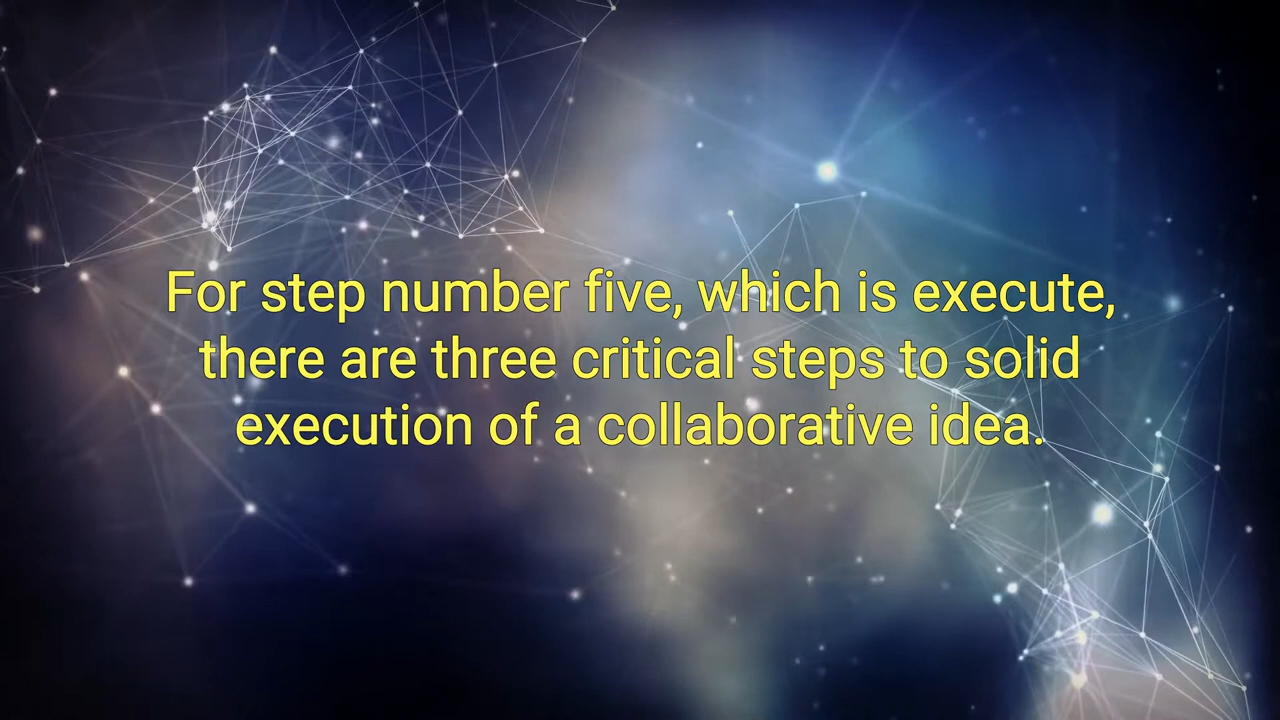 For step number five, which is execute,
there are three critical steps to solid
execution of a collaborative idea.